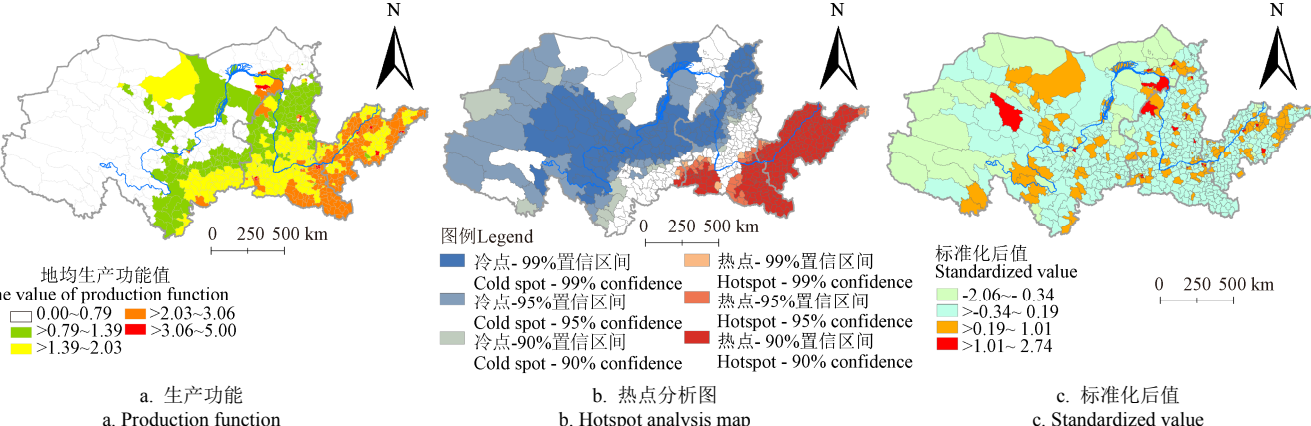 N
0 250 500 km
地均生产功能值
he value of production function
0.00~0.79
>0.79~1.39
>1.39~2.03
>2.03~3.06
>3.06~5.00
a. 生产功能
a. Production function
N
0 250 500 km
图例Legend
冷点- 99%置信区间
Cold spot - 99% confidence
冷点-95%置信区间
Cold spot - 95% confidence
冷点-90%置信区间
Cold spot - 90% confidence
热点- 99%置信区间
Hotspot - 99% confidence
热点-95%置信区间
Hotspot - 95% confidence
热点-90%置信区间
Hotspot - 90% confidence
b. 热点分析图
b. Hotspot analysis map
N
标准化后值
Standardized value
-2.06~- 0.34
>-0.34~ 0.19
>0.19~ 1.01
>1.01~ 2.74
0 250 500 km
c. 标准化后值
c. Standardized value